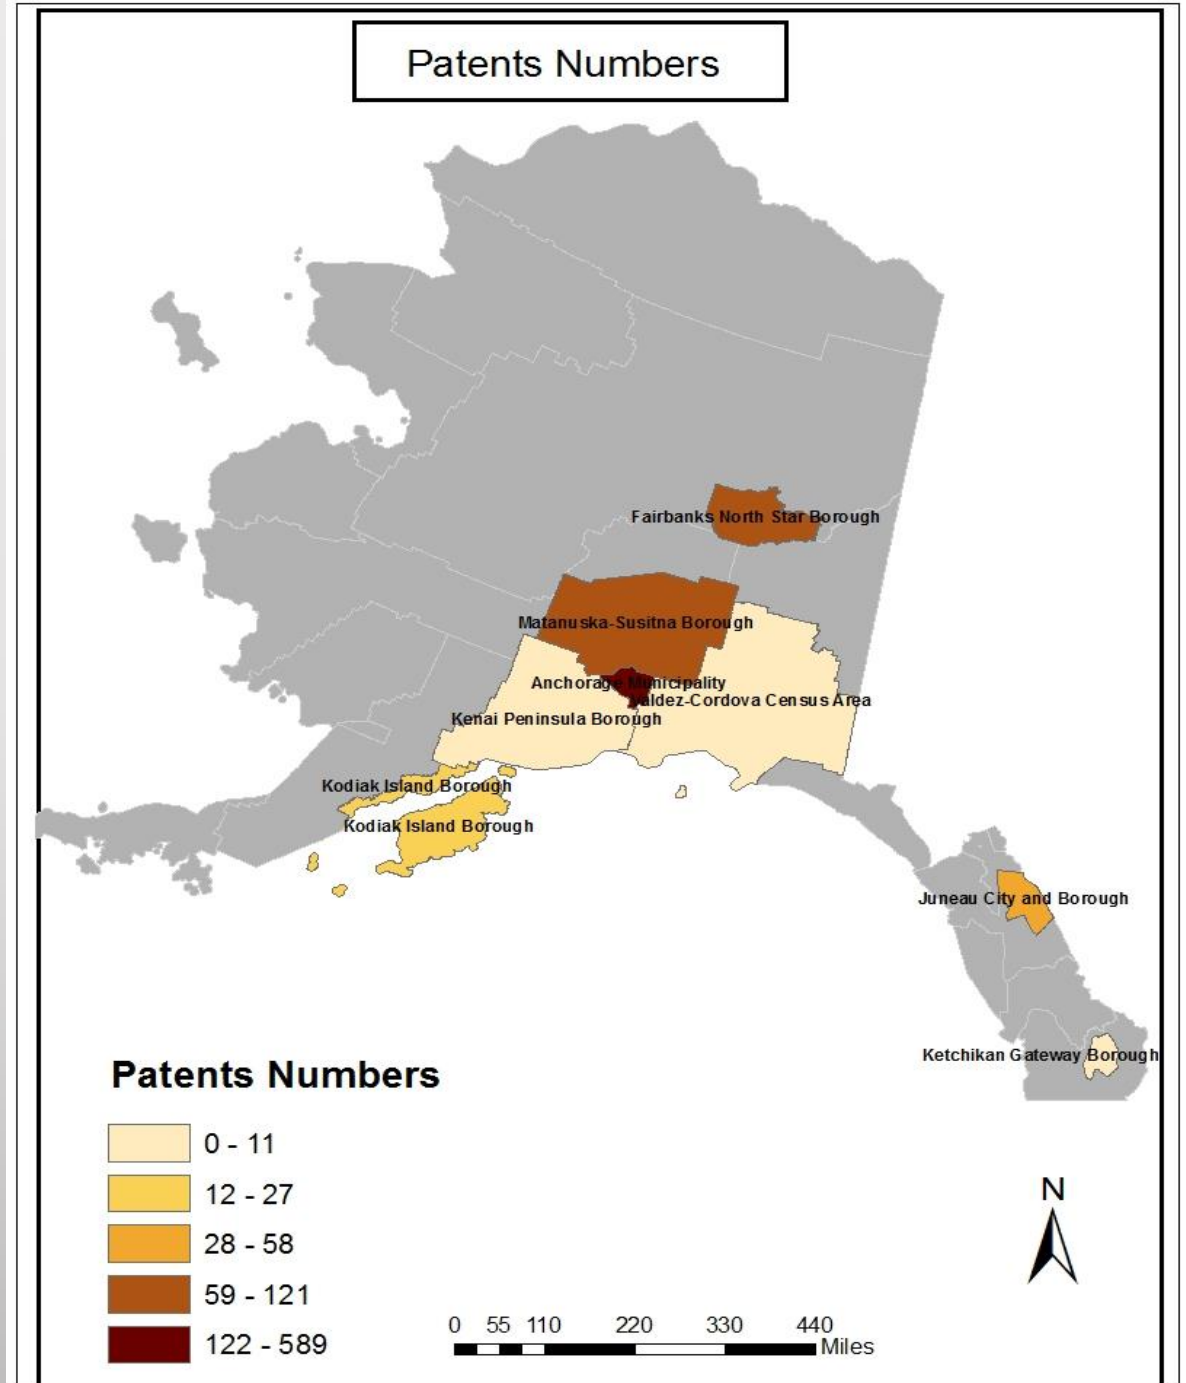 Patents Numbers
Fairbanks North Star Borough
Matanuska-Susitna Borough
Anchorage Municipality
Valdez-Cordova Census Area
Kenai Peninsula Borough
Kodiak Island Borough
Kodiak Island Borough
Juneau City and Borough
Ketchikan Gateway Borough
Patents Numbers
0 - 11
12 - 27
28 - 58
59 - 121
122 - 589
N
0 55 110 220 330 440
Miles